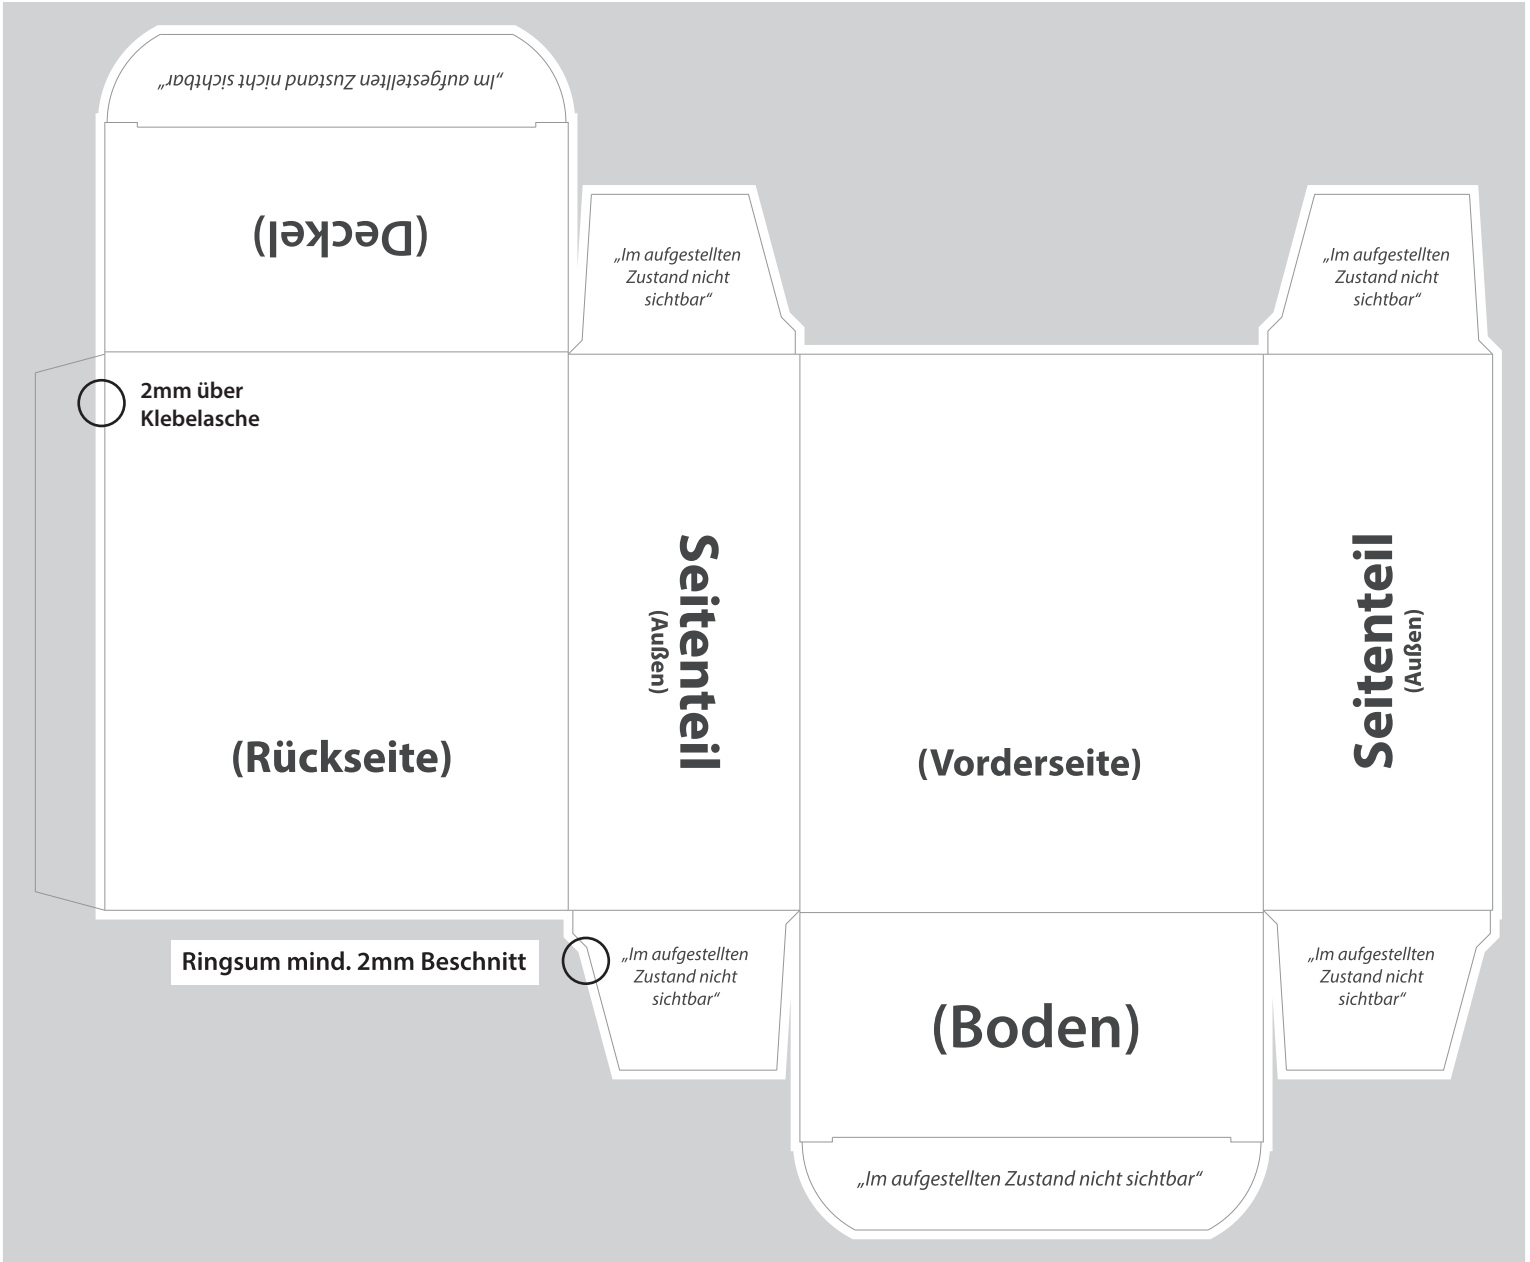 „Im aufgestellten Zustand nicht sichtbar“
(Deckel)
„Im aufgestellten
Zustand nicht
sichtbar“
„Im aufgestellten
Zustand nicht
sichtbar“
2mm über
Klebelasche
(Rückseite)
Seitenteil
(Außen)
(Vorderseite)
Seitenteil
(Außen)
Ringsum mind. 2mm Beschnitt
„Im aufgestellten
Zustand nicht
sichtbar“
(Boden)
„Im aufgestellten
Zustand nicht
sichtbar“
„Im aufgestellten Zustand nicht sichtbar“